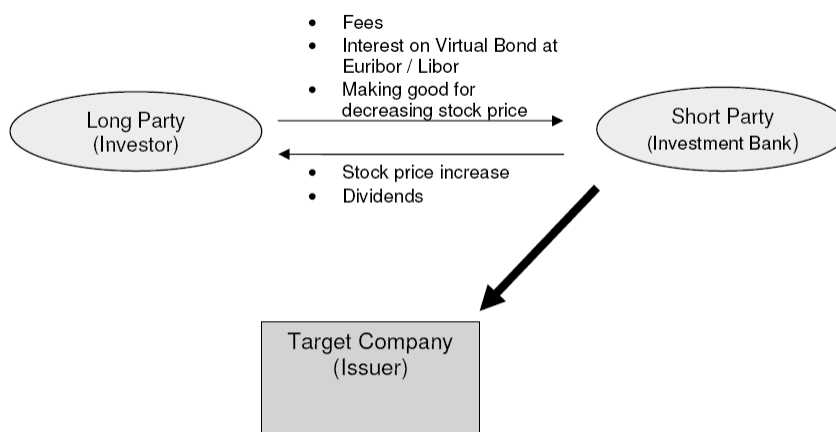 • Fees
• Interest on Virtual Bond at
Euribor / Libor
• Making good for
decreasing stock price
Long Party
(Investor)
Short Party
(Investment Bank)
• Stock price increase
• Dividends
Target Company
(Issuer)